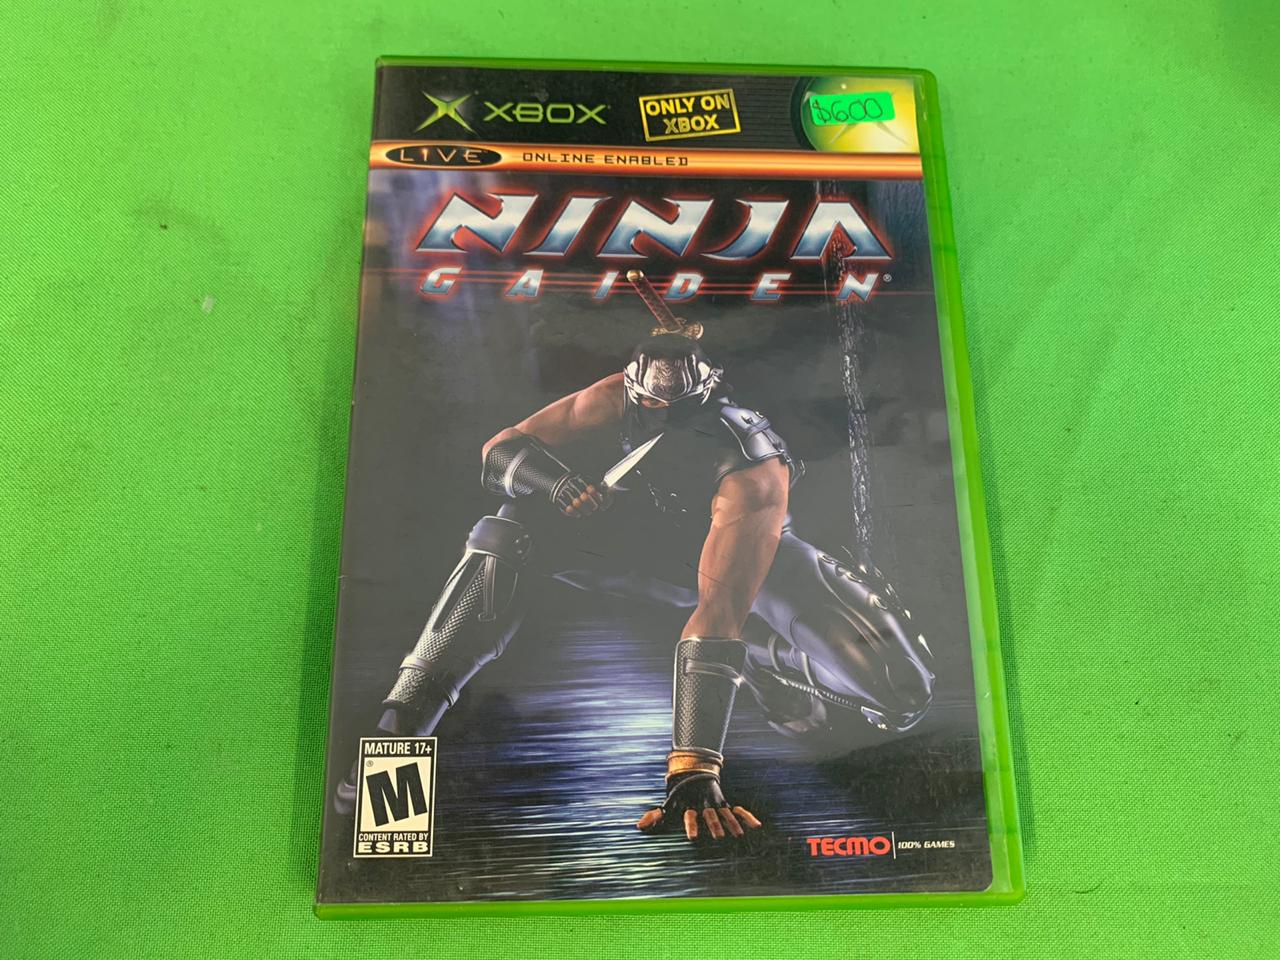 XBOX
ONLY ON
XBOX
$600
LIVE
ONLINE ENABLED
NINJA
GAIDEN®
MATURE 17+
M
®
CONTENT RATED BY
ESRB
TECMO
100% GAMES